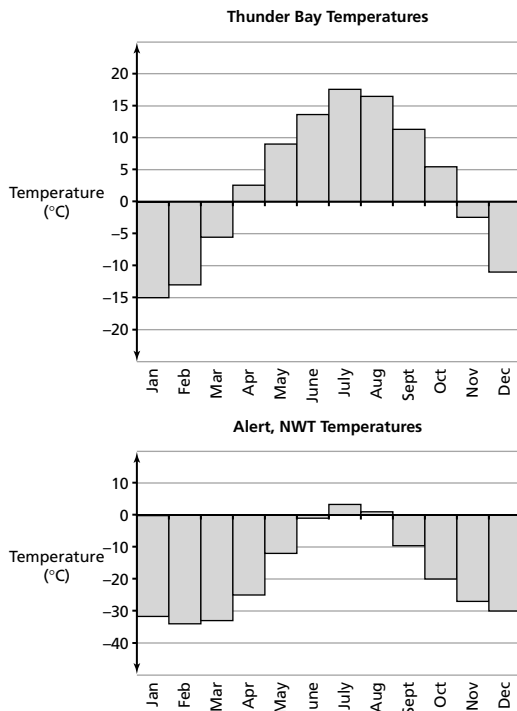 Thunder Bay Temperatures
20
15
10
5
0
–5
–10
–15
–20
Temperature
(°C)
Jan
Feb
Mar
Apr
May
June
July
Aug
Sept
Oct
Nov
Dec
Alert, NWT Temperatures
10
0
–10
–20
–30
–40
Temperature
(°C)
Jan
Feb
Mar
Apr
May
June
July
Aug
Sept
Oct
Nov
Dec